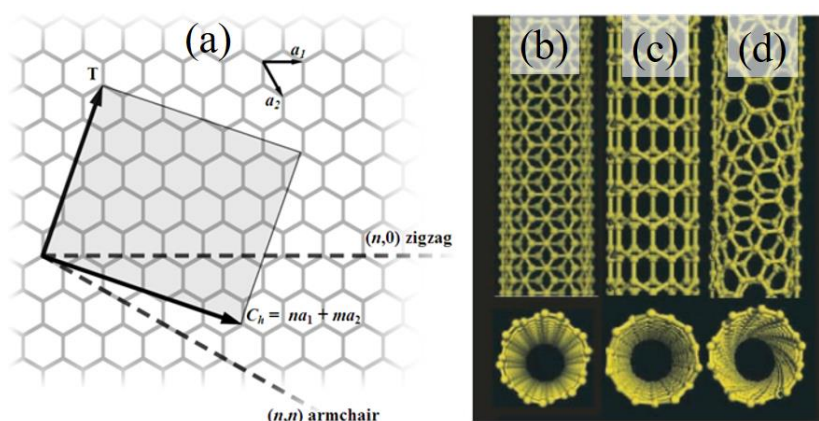 (a)
a₁
a₂
T
(n,0) zigzag
Cₕ = na₁ + ma₂
(n,n) armchair
(b)
(c)
(d)